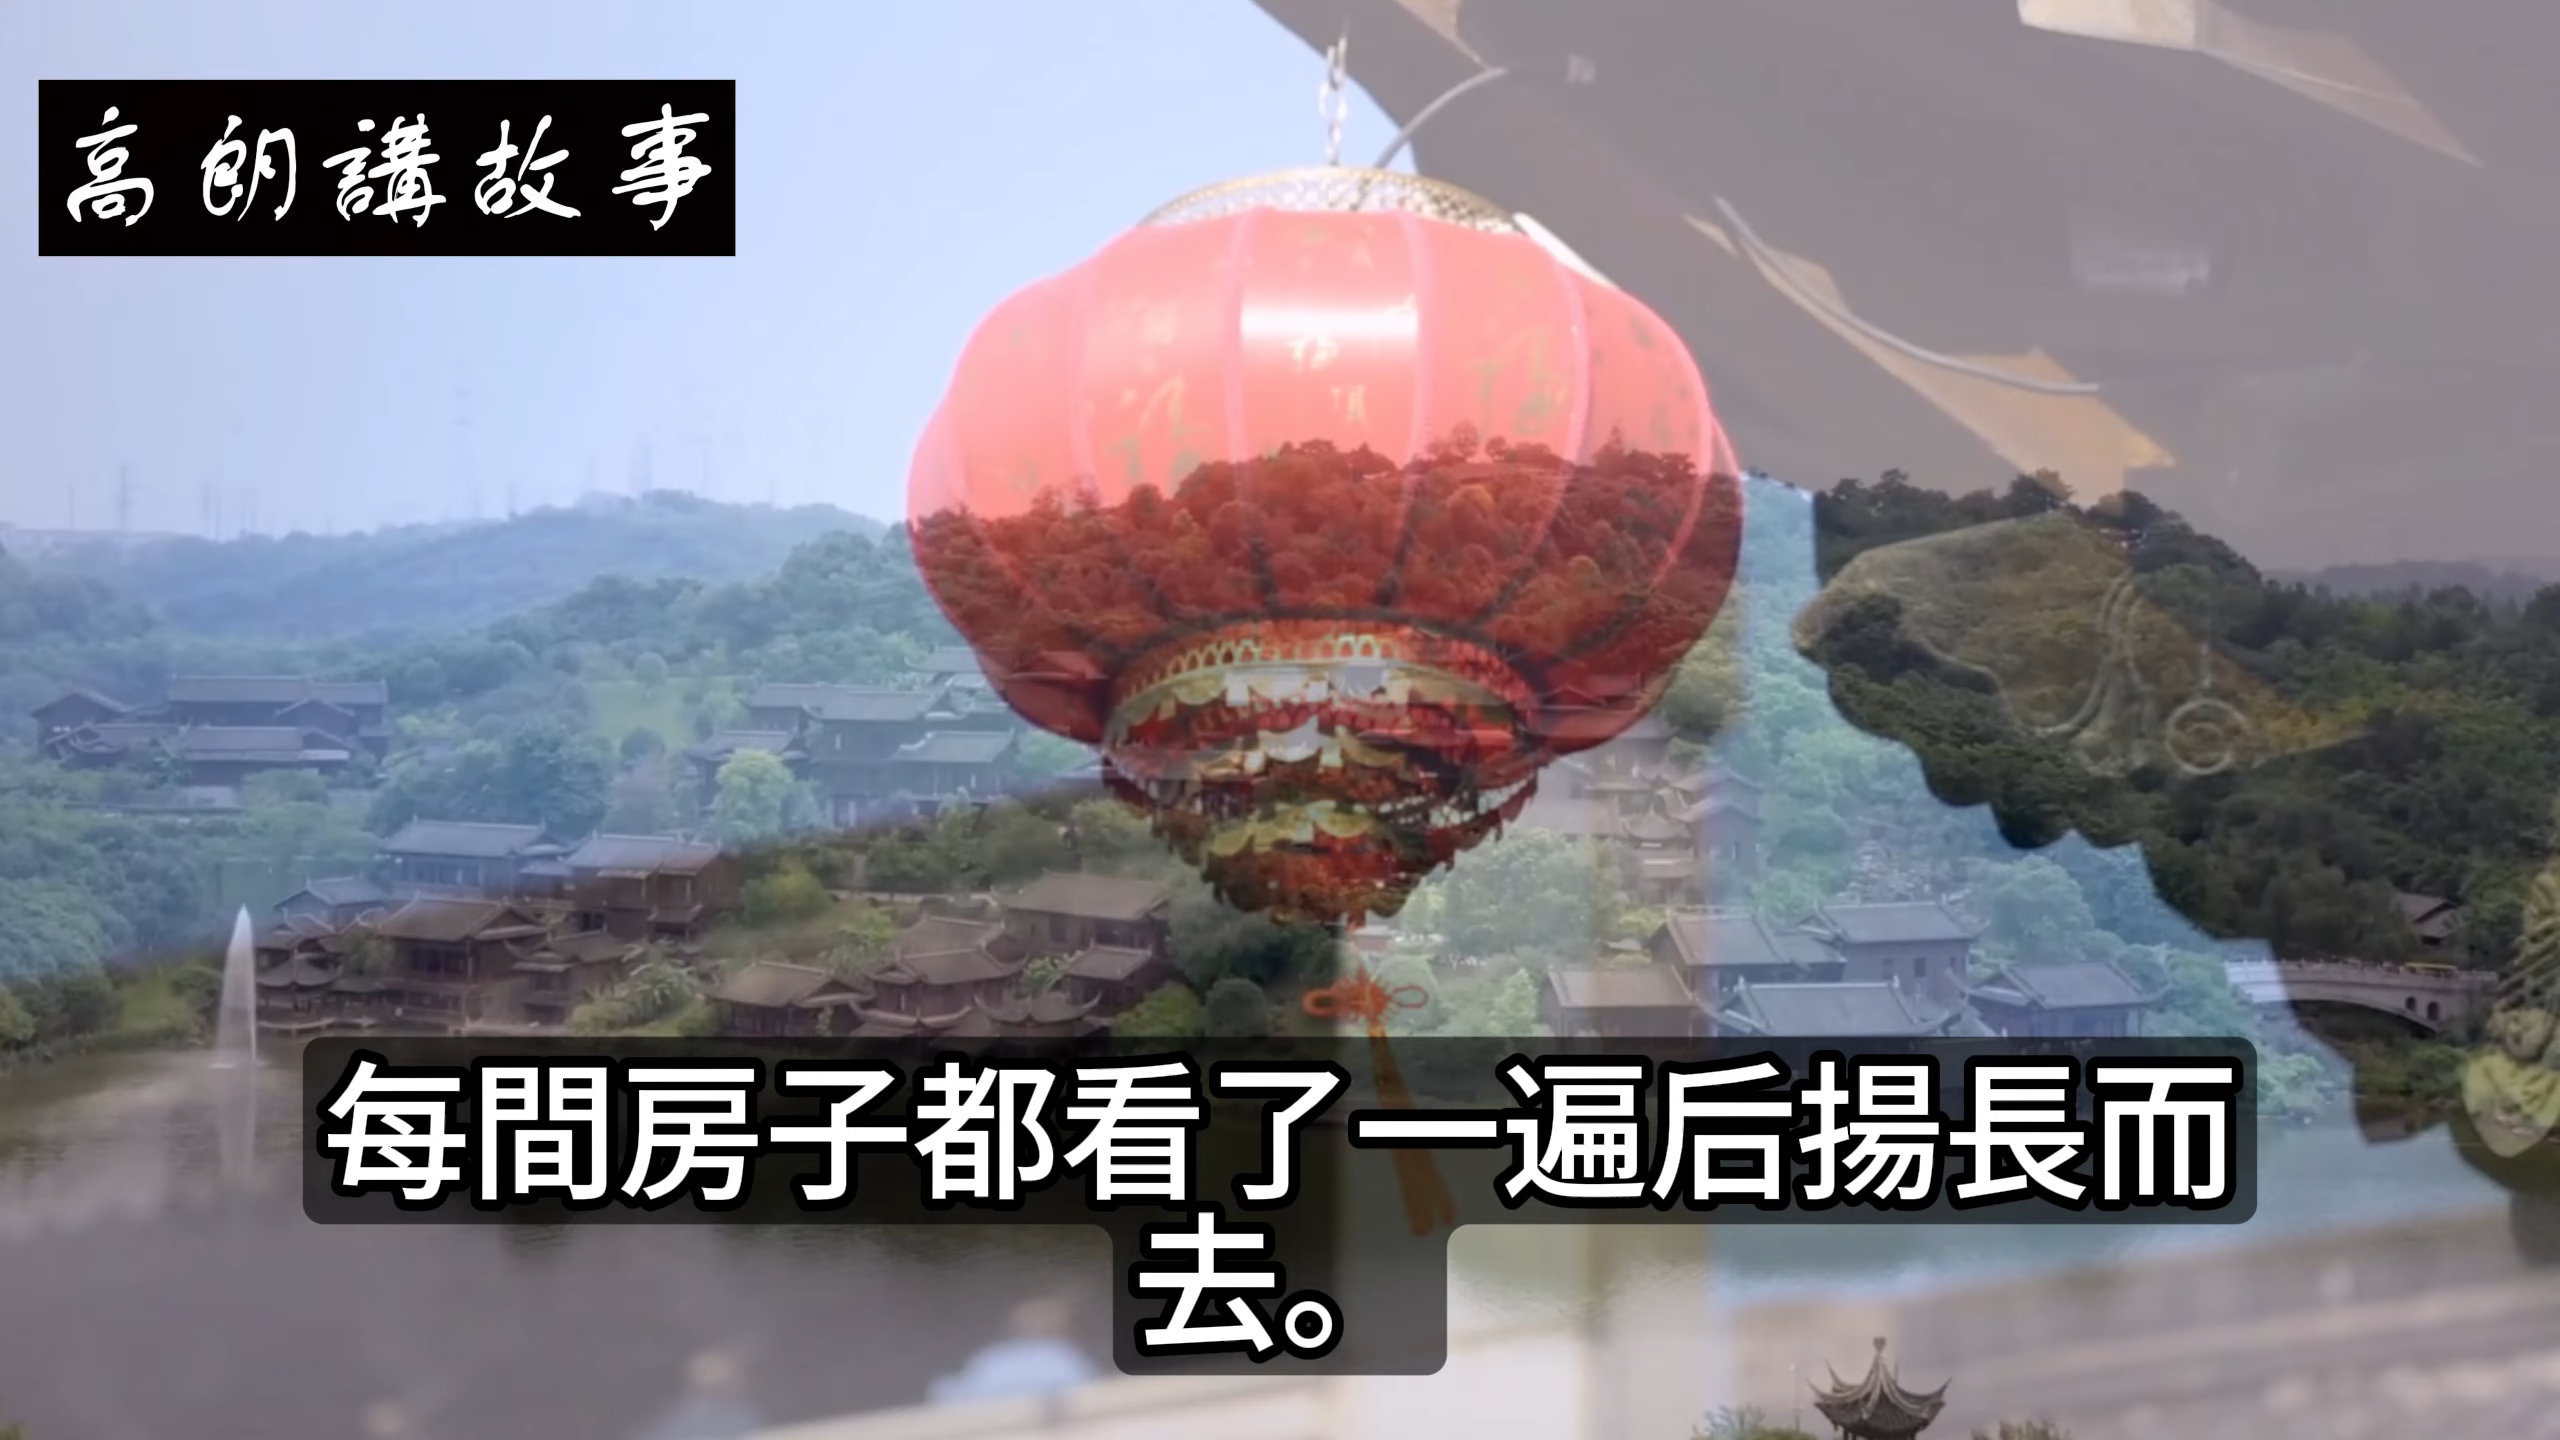 高朗講故事
每間房子都看了一遍后揚長而
去。